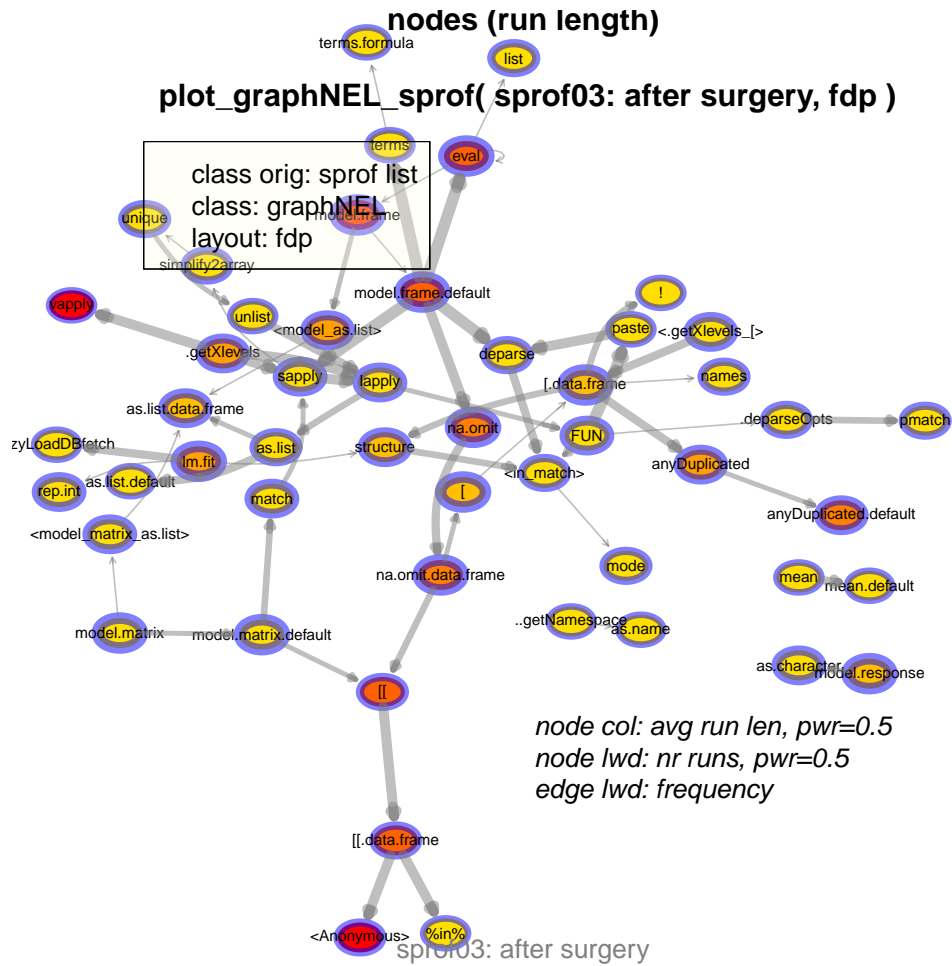 nodes (run length)
terms.formula
list
plot_graphNEL_sprof( sprof03: after surgery, fdp )
terms
eval
class orig: sprof list
class: graphNEL
layout: fdp
model.frame
unique
simplify2array
model.frame.default
!
vapply
unlist
<model_as.list>
paste
<.getXlevels_[>
.getXlevels
deparse
sapply
lapply
[.data.frame
names
as.list.data.frame
na.omit
.deparseOpts
pmatch
zyLoadDBfetch
lm.fit
as.list
structure
FUN
anyDuplicated
rep.int
as.list.default
match
[
<in_match>
anyDuplicated.default
<model_matrix_as.list>
na.omit.data.frame
mode
mean
mean.default
model.matrix
model.matrix.default
..getNamespace
as.name
as.character
model.response
[[
node col: avg run len, pwr=0.5
node lwd: nr runs, pwr=0.5
edge lwd: frequency
[[.data.frame
<Anonymous>
%in%
sprof03: after surgery